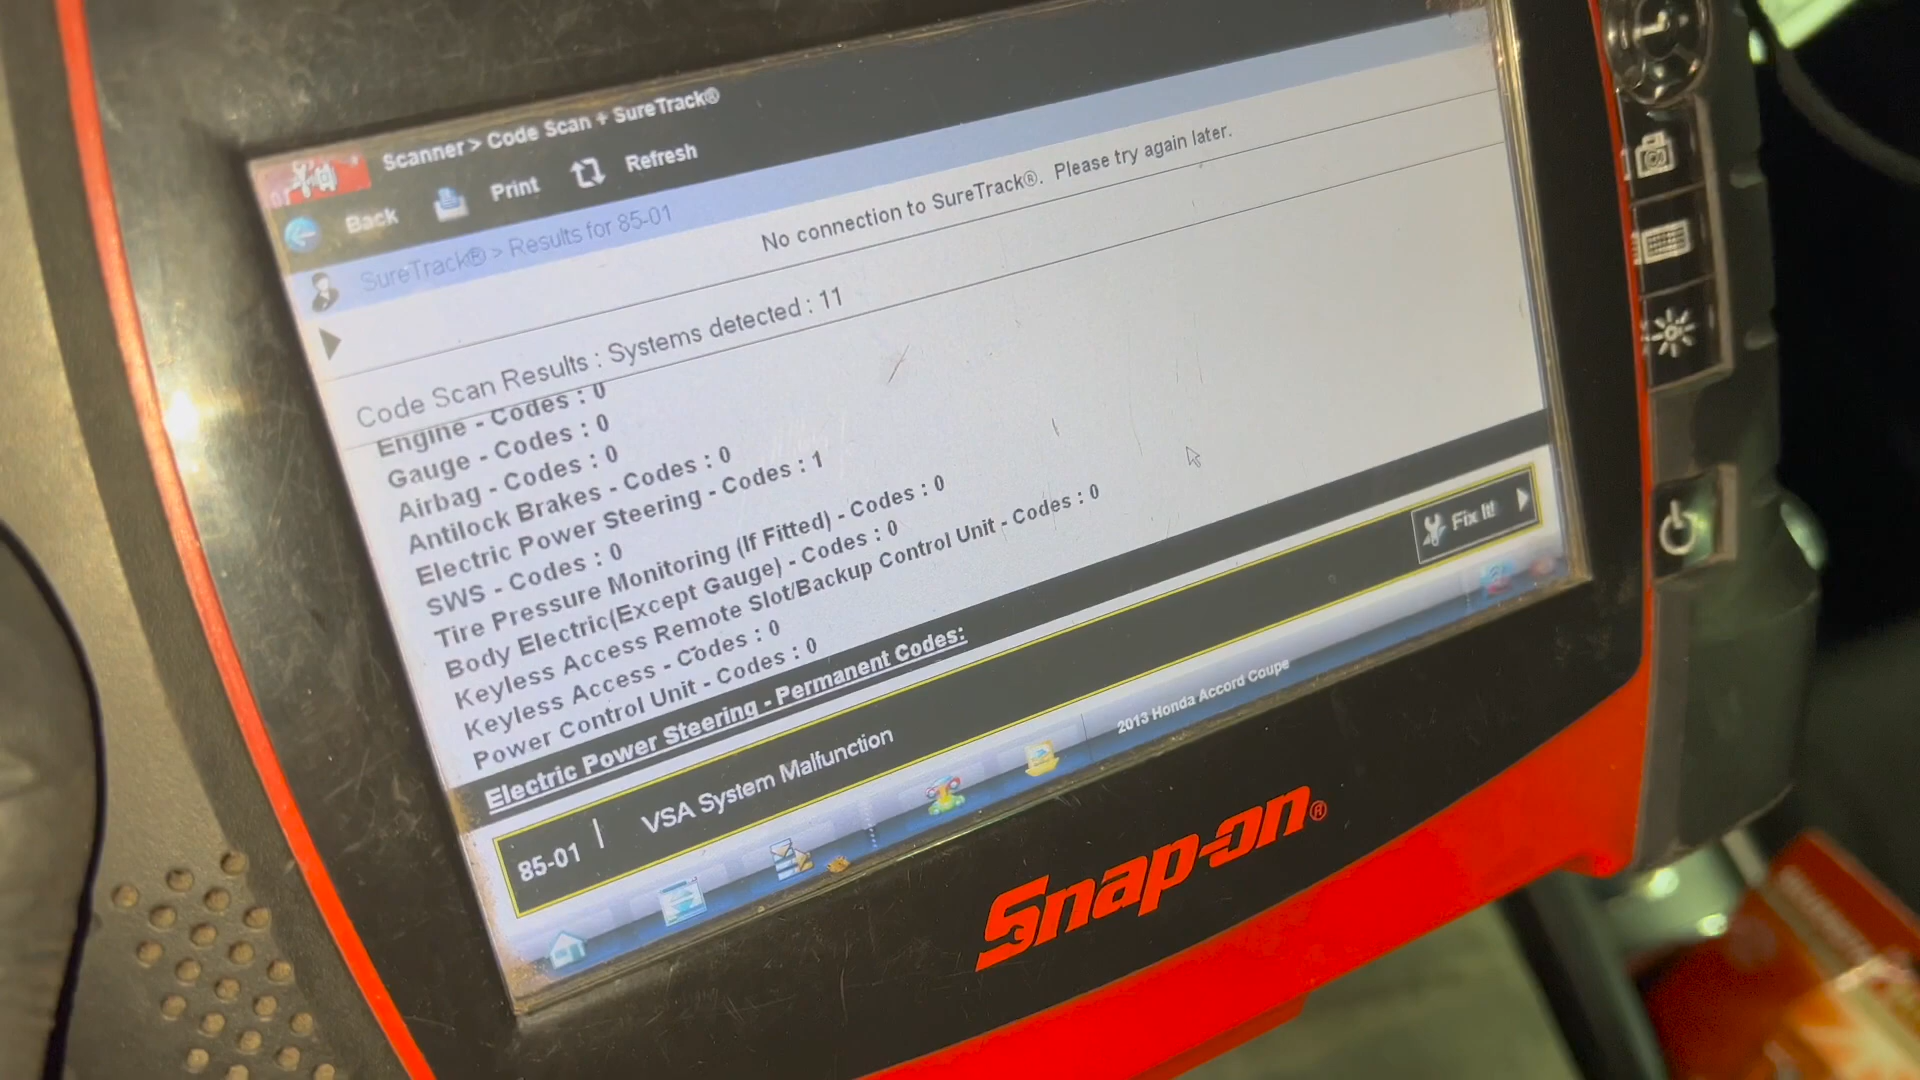 Scanner > Code Scan + SureTrack®
Back
Print
Refresh
SureTrack® > Results for 85-01
No connection to SureTrack®. Please try again later.
Code Scan Results : Systems detected : 11
Engine - Codes : 0
Gauge - Codes : 0
Airbag - Codes : 0
Antilock Brakes - Codes : 0
Electric Power Steering - Codes : 1
SWS - Codes : 0
Tire Pressure Monitoring (If Fitted) - Codes : 0
Body Electric(Except Gauge) - Codes : 0
Keyless Access Remote Slot/Backup Control Unit - Codes : 0
Keyless Access - Codes : 0
Power Control Unit - Codes : 0
Electric Power Steering - Permanent Codes:
85-01 | VSA System Malfunction
Fix It!
2013 Honda Accord Coupe
Snap-on®